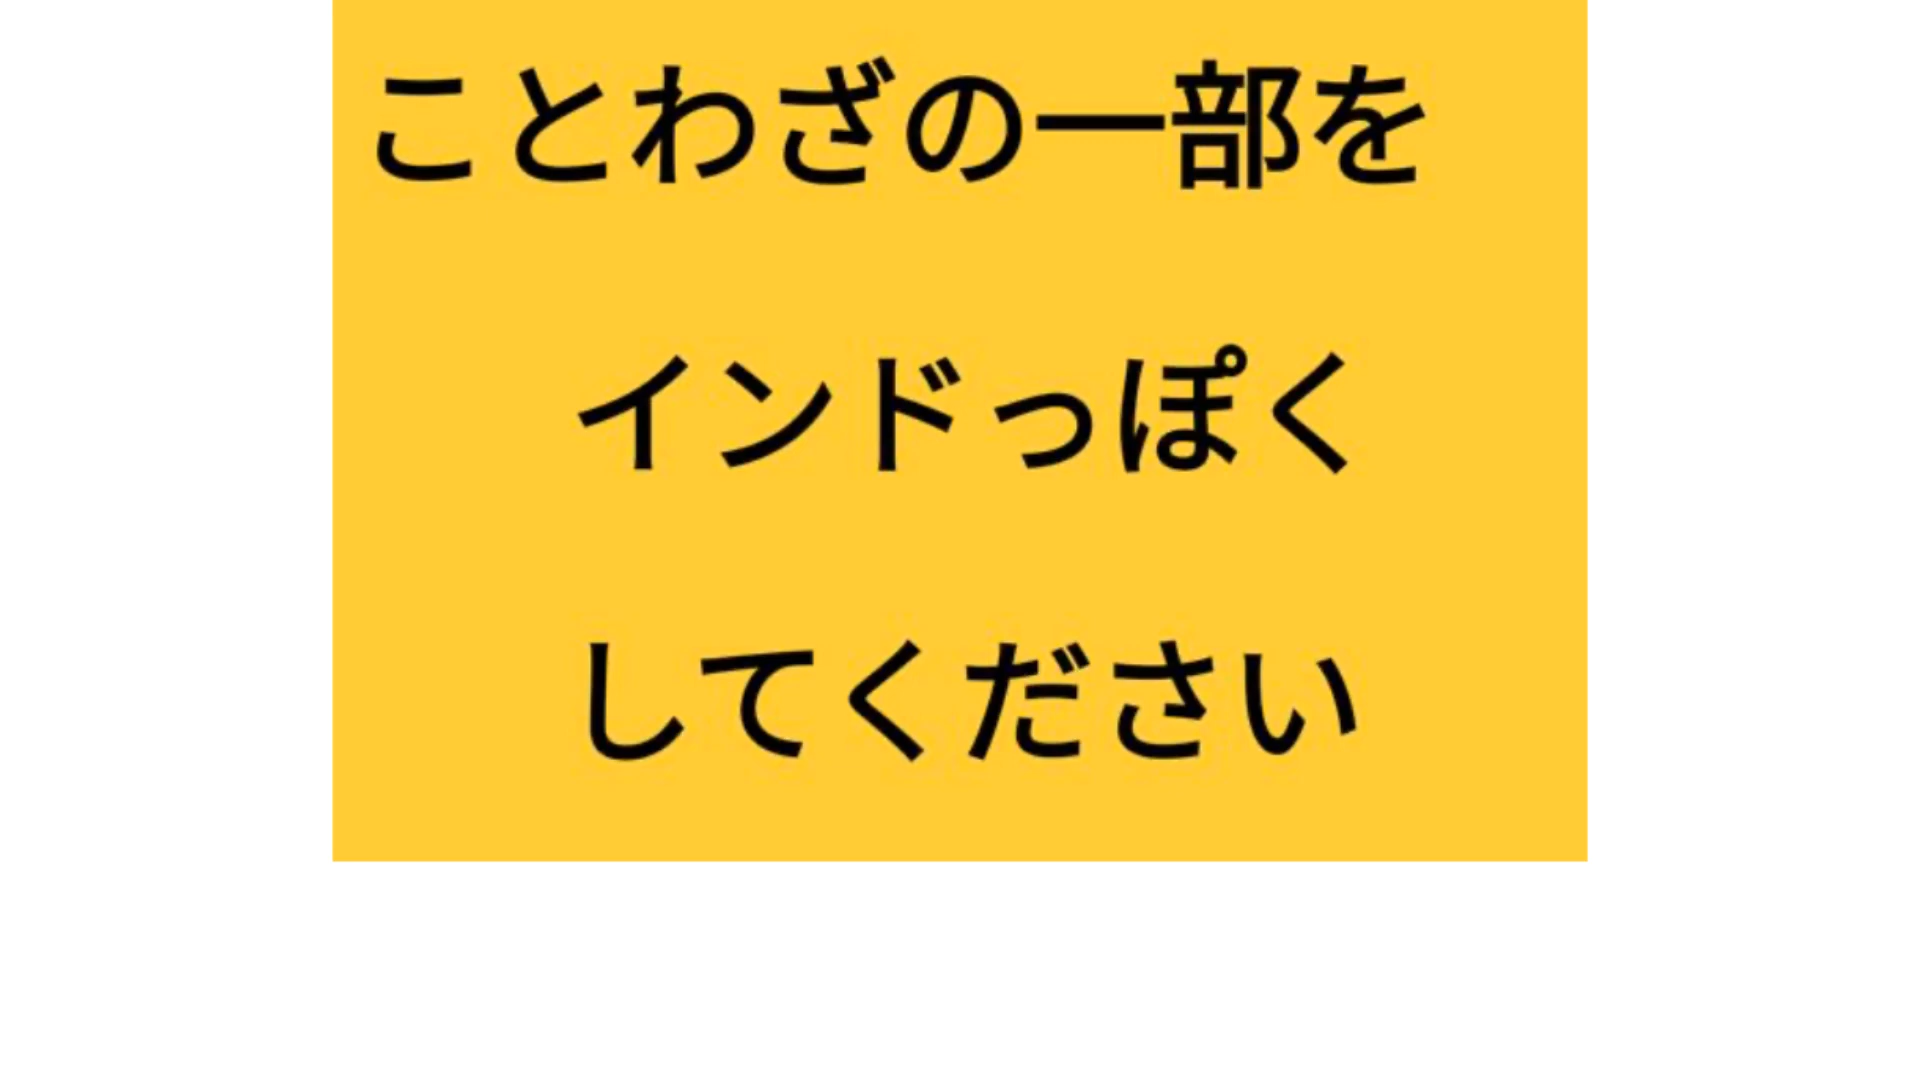 ことわざの一部を
インドっぽく
してください